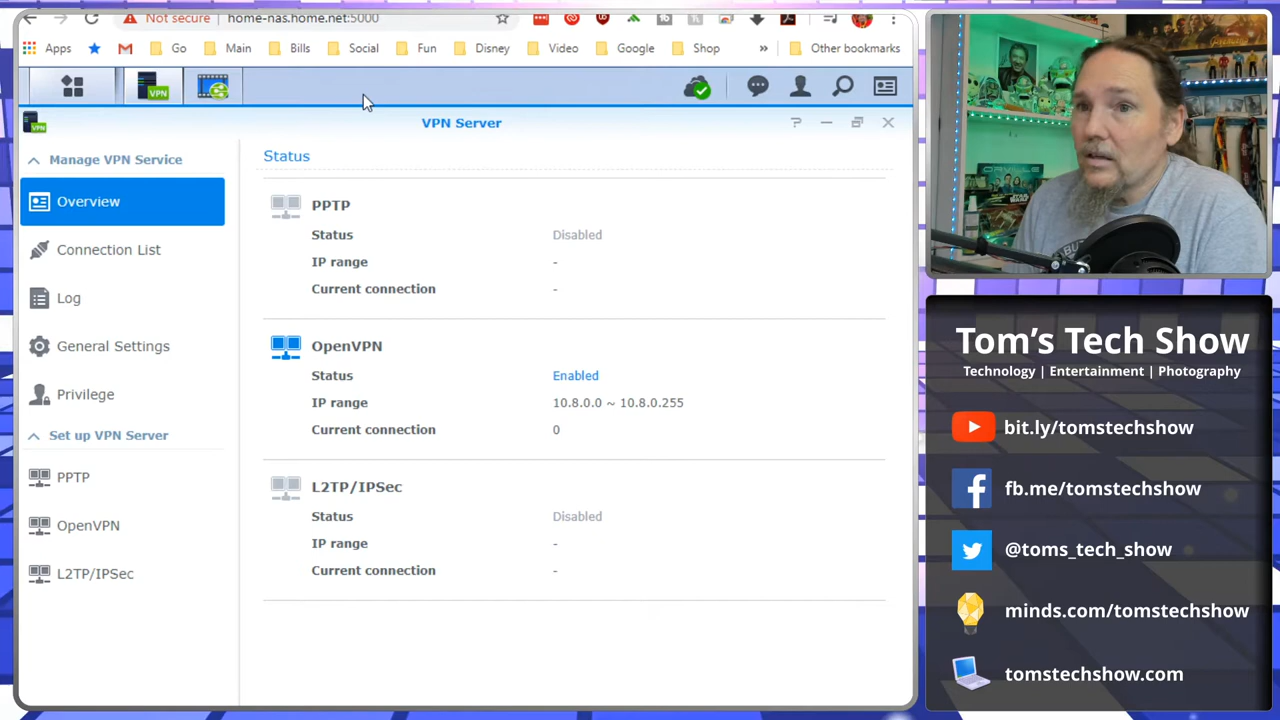 Not secure home-nas.home.net:5000
Apps Go Main Bills Social Fun Disney Video Google Shop » Other bookmarks
VPN
VPN
VPN Server
?
Manage VPN Service
Overview
Connection List
Log
General Settings
Privilege
Set up VPN Server
PPTP
OpenVPN
L2TP/IPSec
Status
PPTP
Status Disabled
IP range -
Current connection -
OpenVPN
Status Enabled
IP range 10.8.0.0 ~ 10.8.0.255
Current connection 0
L2TP/IPSec
Status Disabled
IP range -
Current connection -
ORVILLE
STAR WARS
Tom's Tech Show
Technology | Entertainment | Photography
bit.ly/tomstechshow
fb.me/tomstechshow
@toms_tech_show
minds.com/tomstechshow
tomstechshow.com